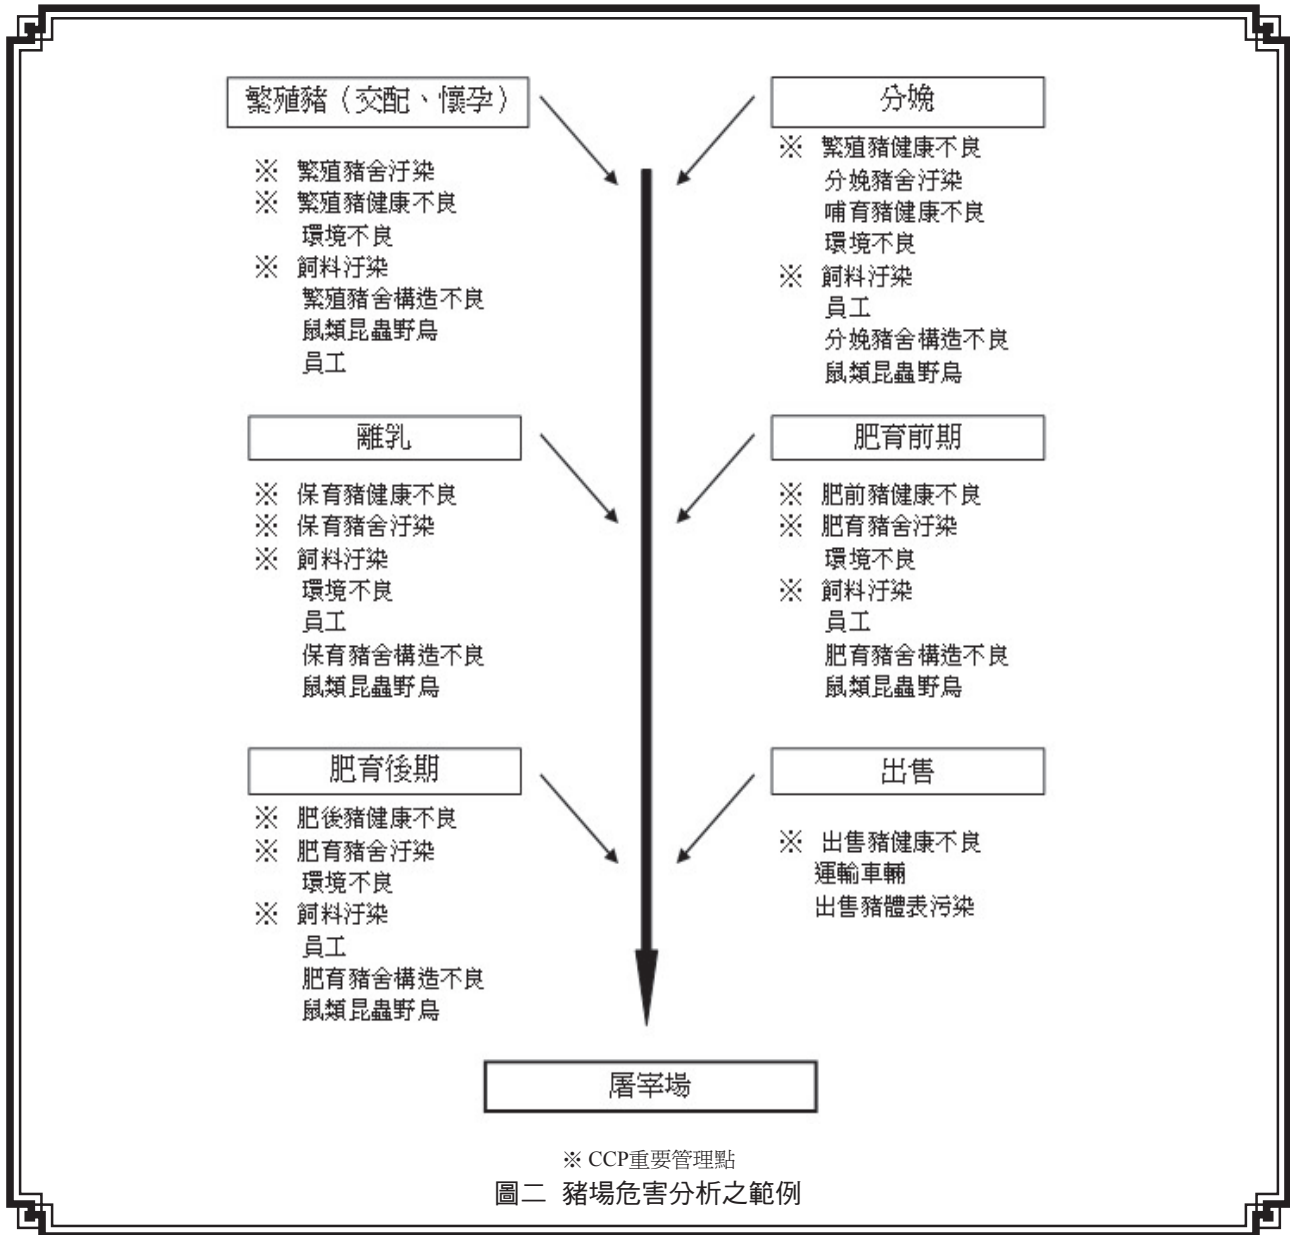 繁殖豬（交配、懷孕）
※ 繁殖豬舍汙染
※ 繁殖豬健康不良
環境不良
※ 飼料汙染
繁殖豬舍構造不良
鼠類昆蟲野鳥
員工
分娩
※ 繁殖豬健康不良
分娩豬舍汙染
哺育豬健康不良
環境不良
※ 飼料汙染
員工
分娩豬舍構造不良
鼠類昆蟲野鳥
離乳
※ 保育豬健康不良
※ 保育豬舍汙染
※ 飼料汙染
環境不良
員工
保育豬舍構造不良
鼠類昆蟲野鳥
肥育前期
※ 肥前豬健康不良
※ 肥育豬舍汙染
環境不良
※ 飼料汙染
員工
肥育豬舍構造不良
鼠類昆蟲野鳥
肥育後期
※ 肥後豬健康不良
※ 肥育豬舍汙染
環境不良
※ 飼料汙染
員工
肥育豬舍構造不良
鼠類昆蟲野鳥
出售
※ 出售豬健康不良
運輸車輛
出售豬體表污染
屠宰場
※ CCP重要管理點
圖二 豬場危害分析之範例